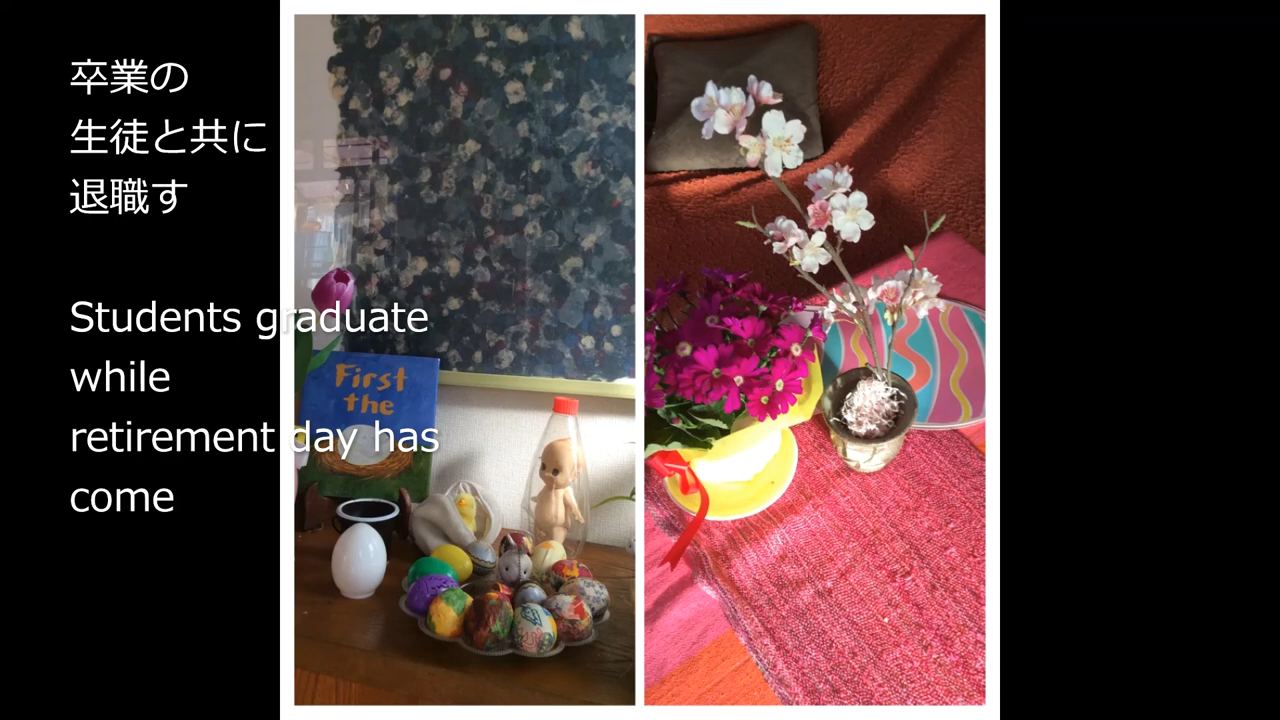 卒業の
生徒と共に
退職す
Students graduate
while
retirement day has
come
First
the